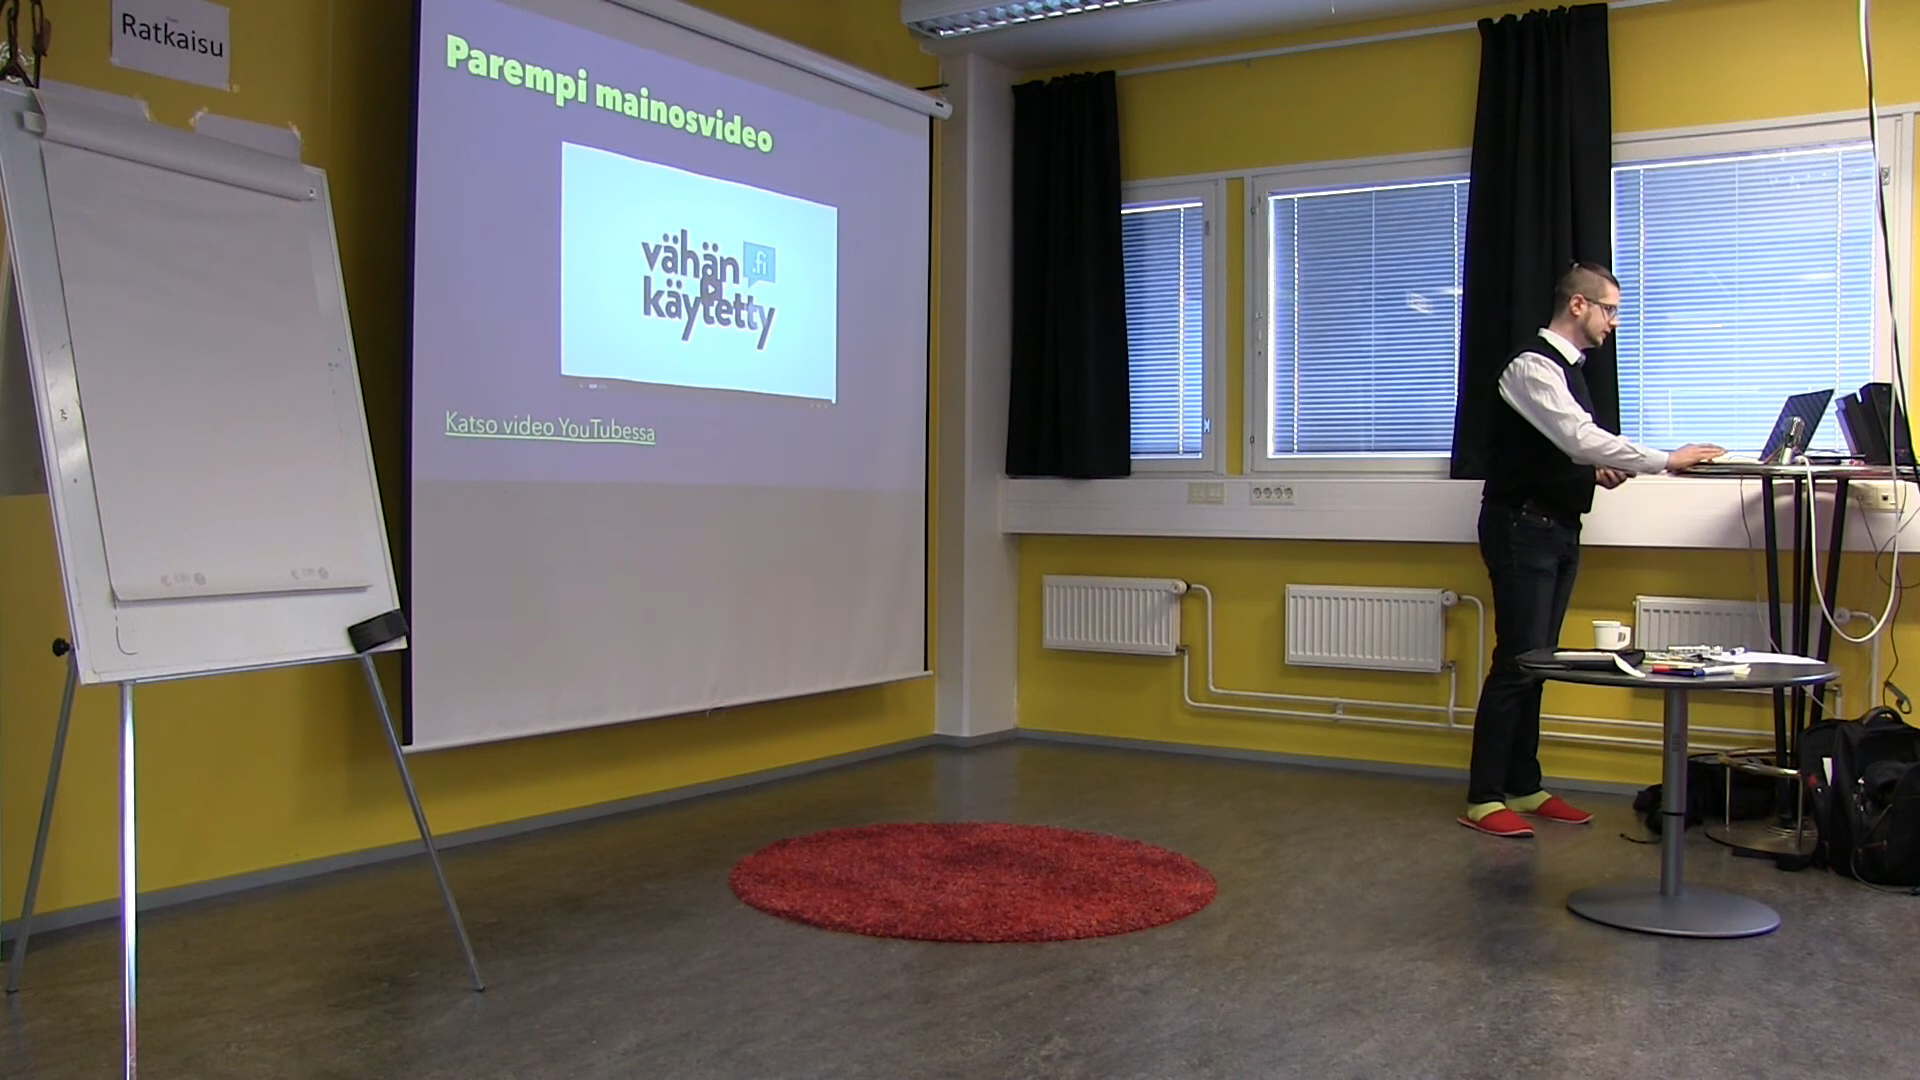 Ratkaisu
Parempi mainosvideo
vähän .fi
käytetty
Katso video YouTubessa